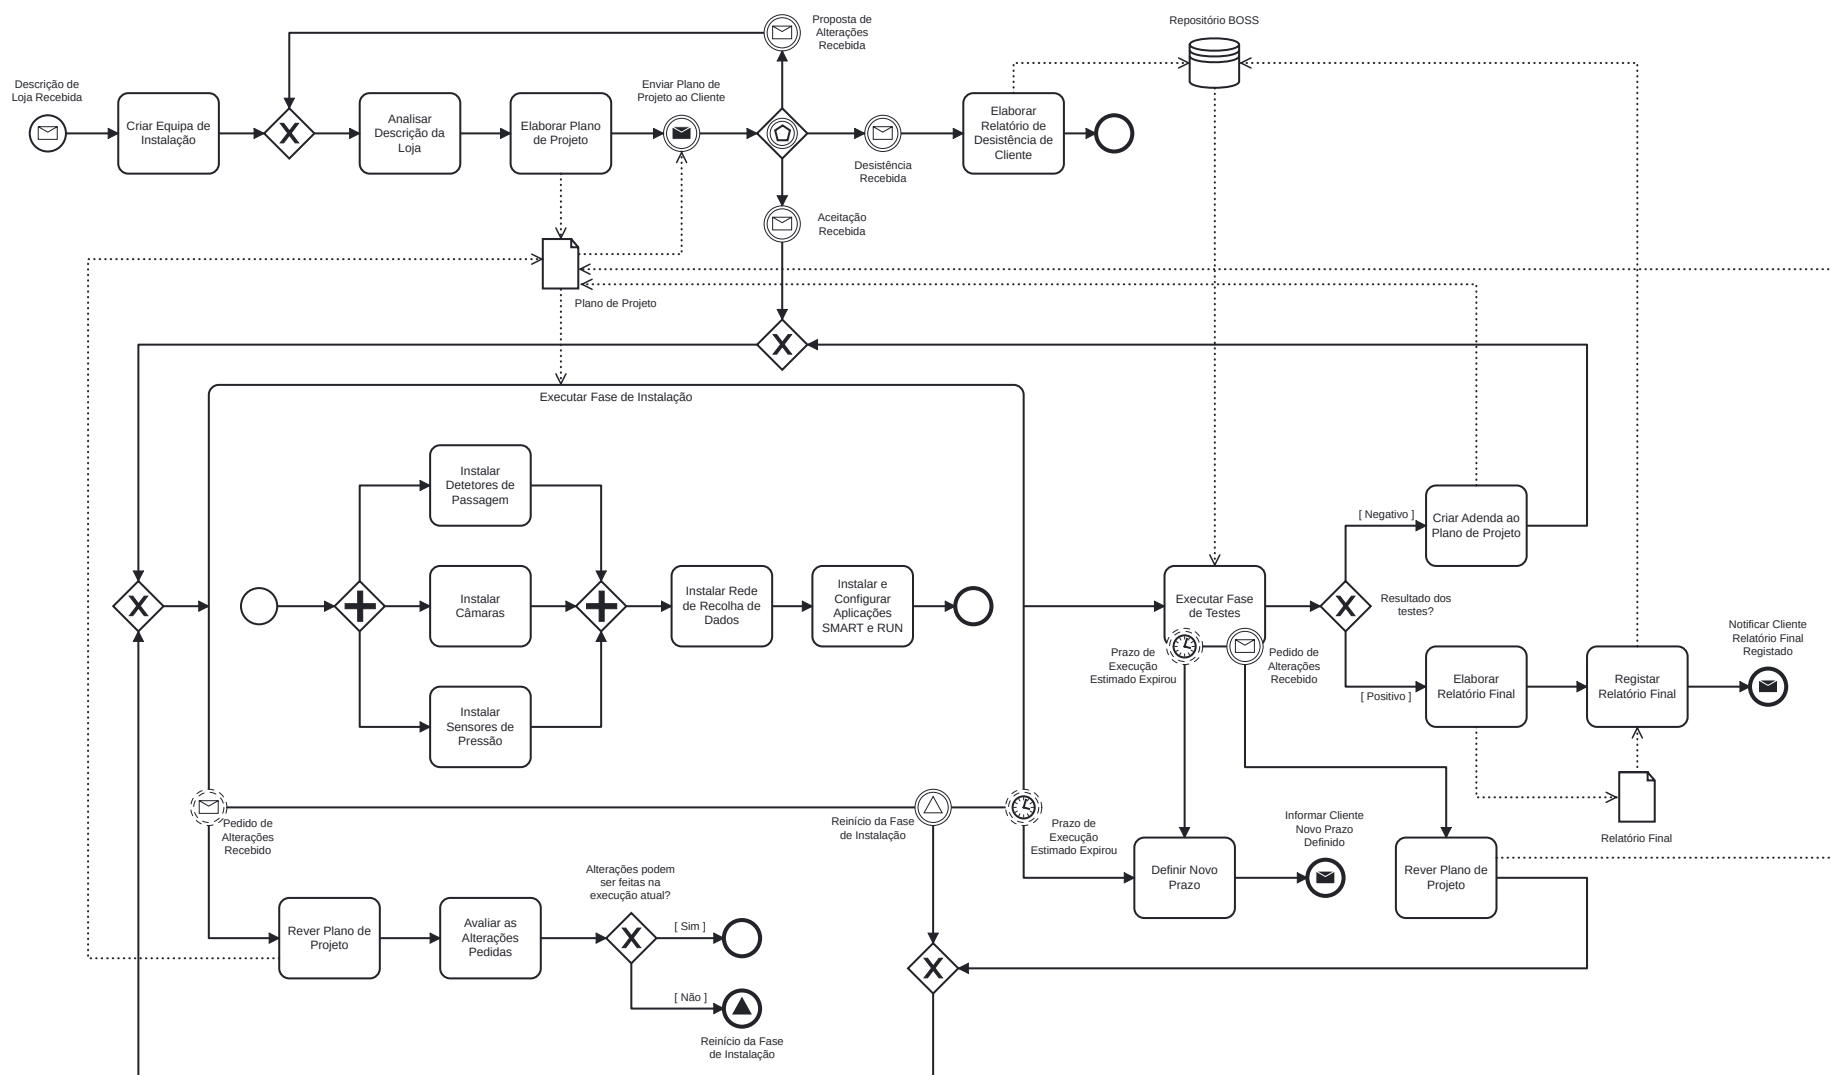 Proposta de
Alterações
Recebida
Repositório BOSS
Descrição de
Loja Recebida
Enviar Plano de
Projeto ao Cliente
Criar Equipa de
Instalação
Analisar
Descrição da
Loja
Elaborar Plano
de Projeto
Elaborar
Relatório de
Desistência de
Cliente
Desistência
Recebida
Aceitação
Recebida
Plano de Projeto
Executar Fase de Instalação
Instalar
Detetores de
Passagem
Instalar
Câmaras
Instalar
Sensores de
Pressão
Instalar Rede
de Recolha de
Dados
Instalar e
Configurar
Aplicações
SMART e RUN
Executar Fase
de Testes
Resultado dos
testes?
[ Negativo ]
Criar Adenda ao
Plano de Projeto
[ Positivo ]
Elaborar
Relatório Final
Registar
Relatório Final
Notificar Cliente
Relatório Final
Registado
Prazo de
Execução
Estimado Expirou
Pedido de
Alterações
Recebido
Relatório Final
Pedido de
Alterações
Recebido
Reinício da Fase
de Instalação
Prazo de
Execução
Estimado Expirou
Definir Novo
Prazo
Informar Cliente
Novo Prazo
Definido
Rever Plano de
Projeto
Rever Plano de
Projeto
Avaliar as
Alterações
Pedidas
Alterações podem
ser feitas na
execução atual?
[ Sim ]
[ Não ]
Reinício da Fase
de Instalação